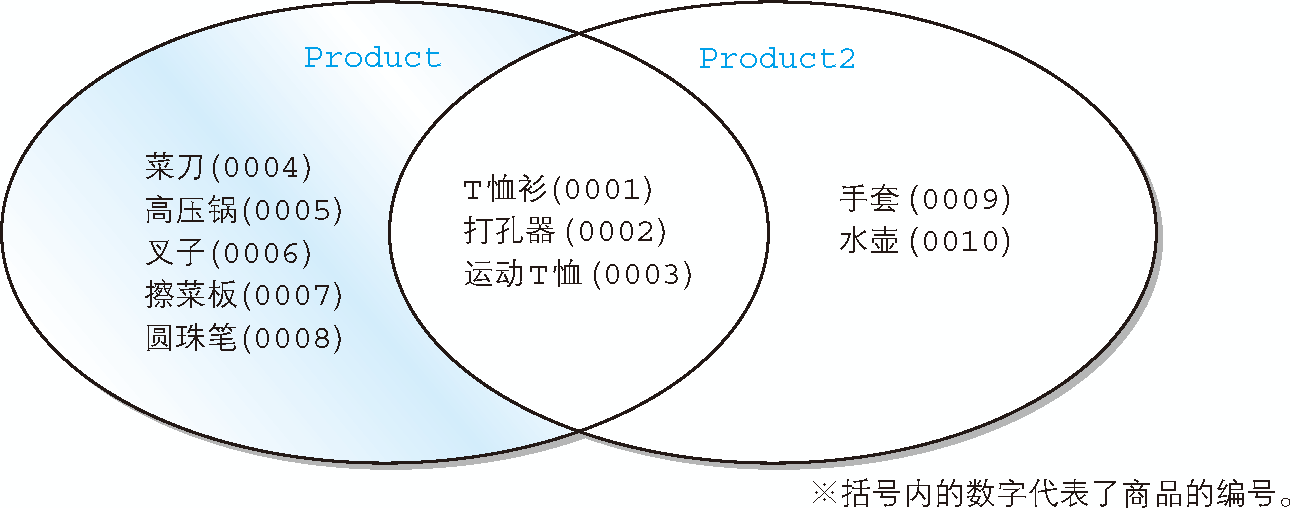 Product
Product2
菜刀(0004)
高压锅(0005)
叉子(0006)
擦菜板(0007)
圆珠笔(0008)
T恤衫(0001)
打孔器(0002)
运动T恤(0003)
手套(0009)
水壶(0010)
※括号内的数字代表了商品的编号。